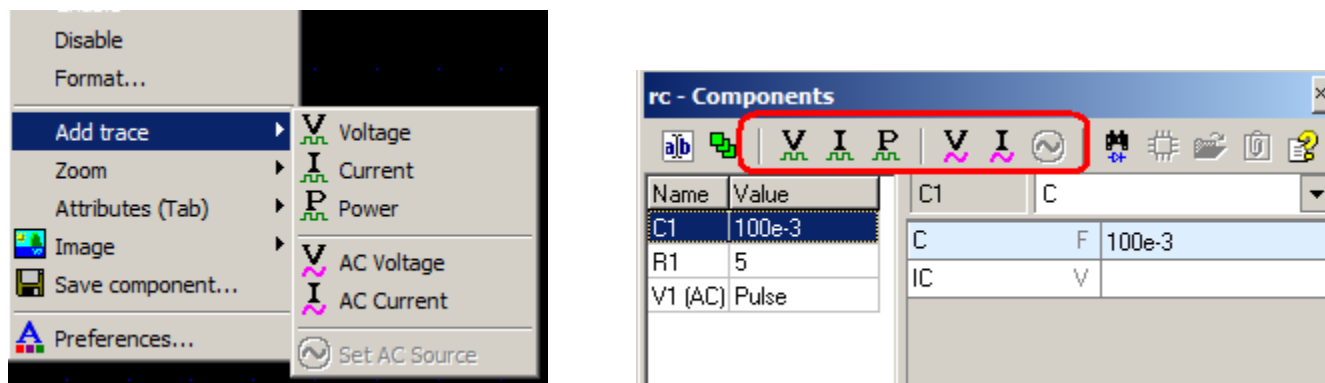 Disable
Format...
Add trace
Zoom
Attributes (Tab)
Image
Save component...
Preferences...
V Voltage
I Current
P Power
V AC Voltage
I AC Current
Set AC Source
rc - Components
a|b V I P V I
Name Value
C1 100e-3
R1 5
V1 (AC) Pulse
C1 C
C F 100e-3
IC V